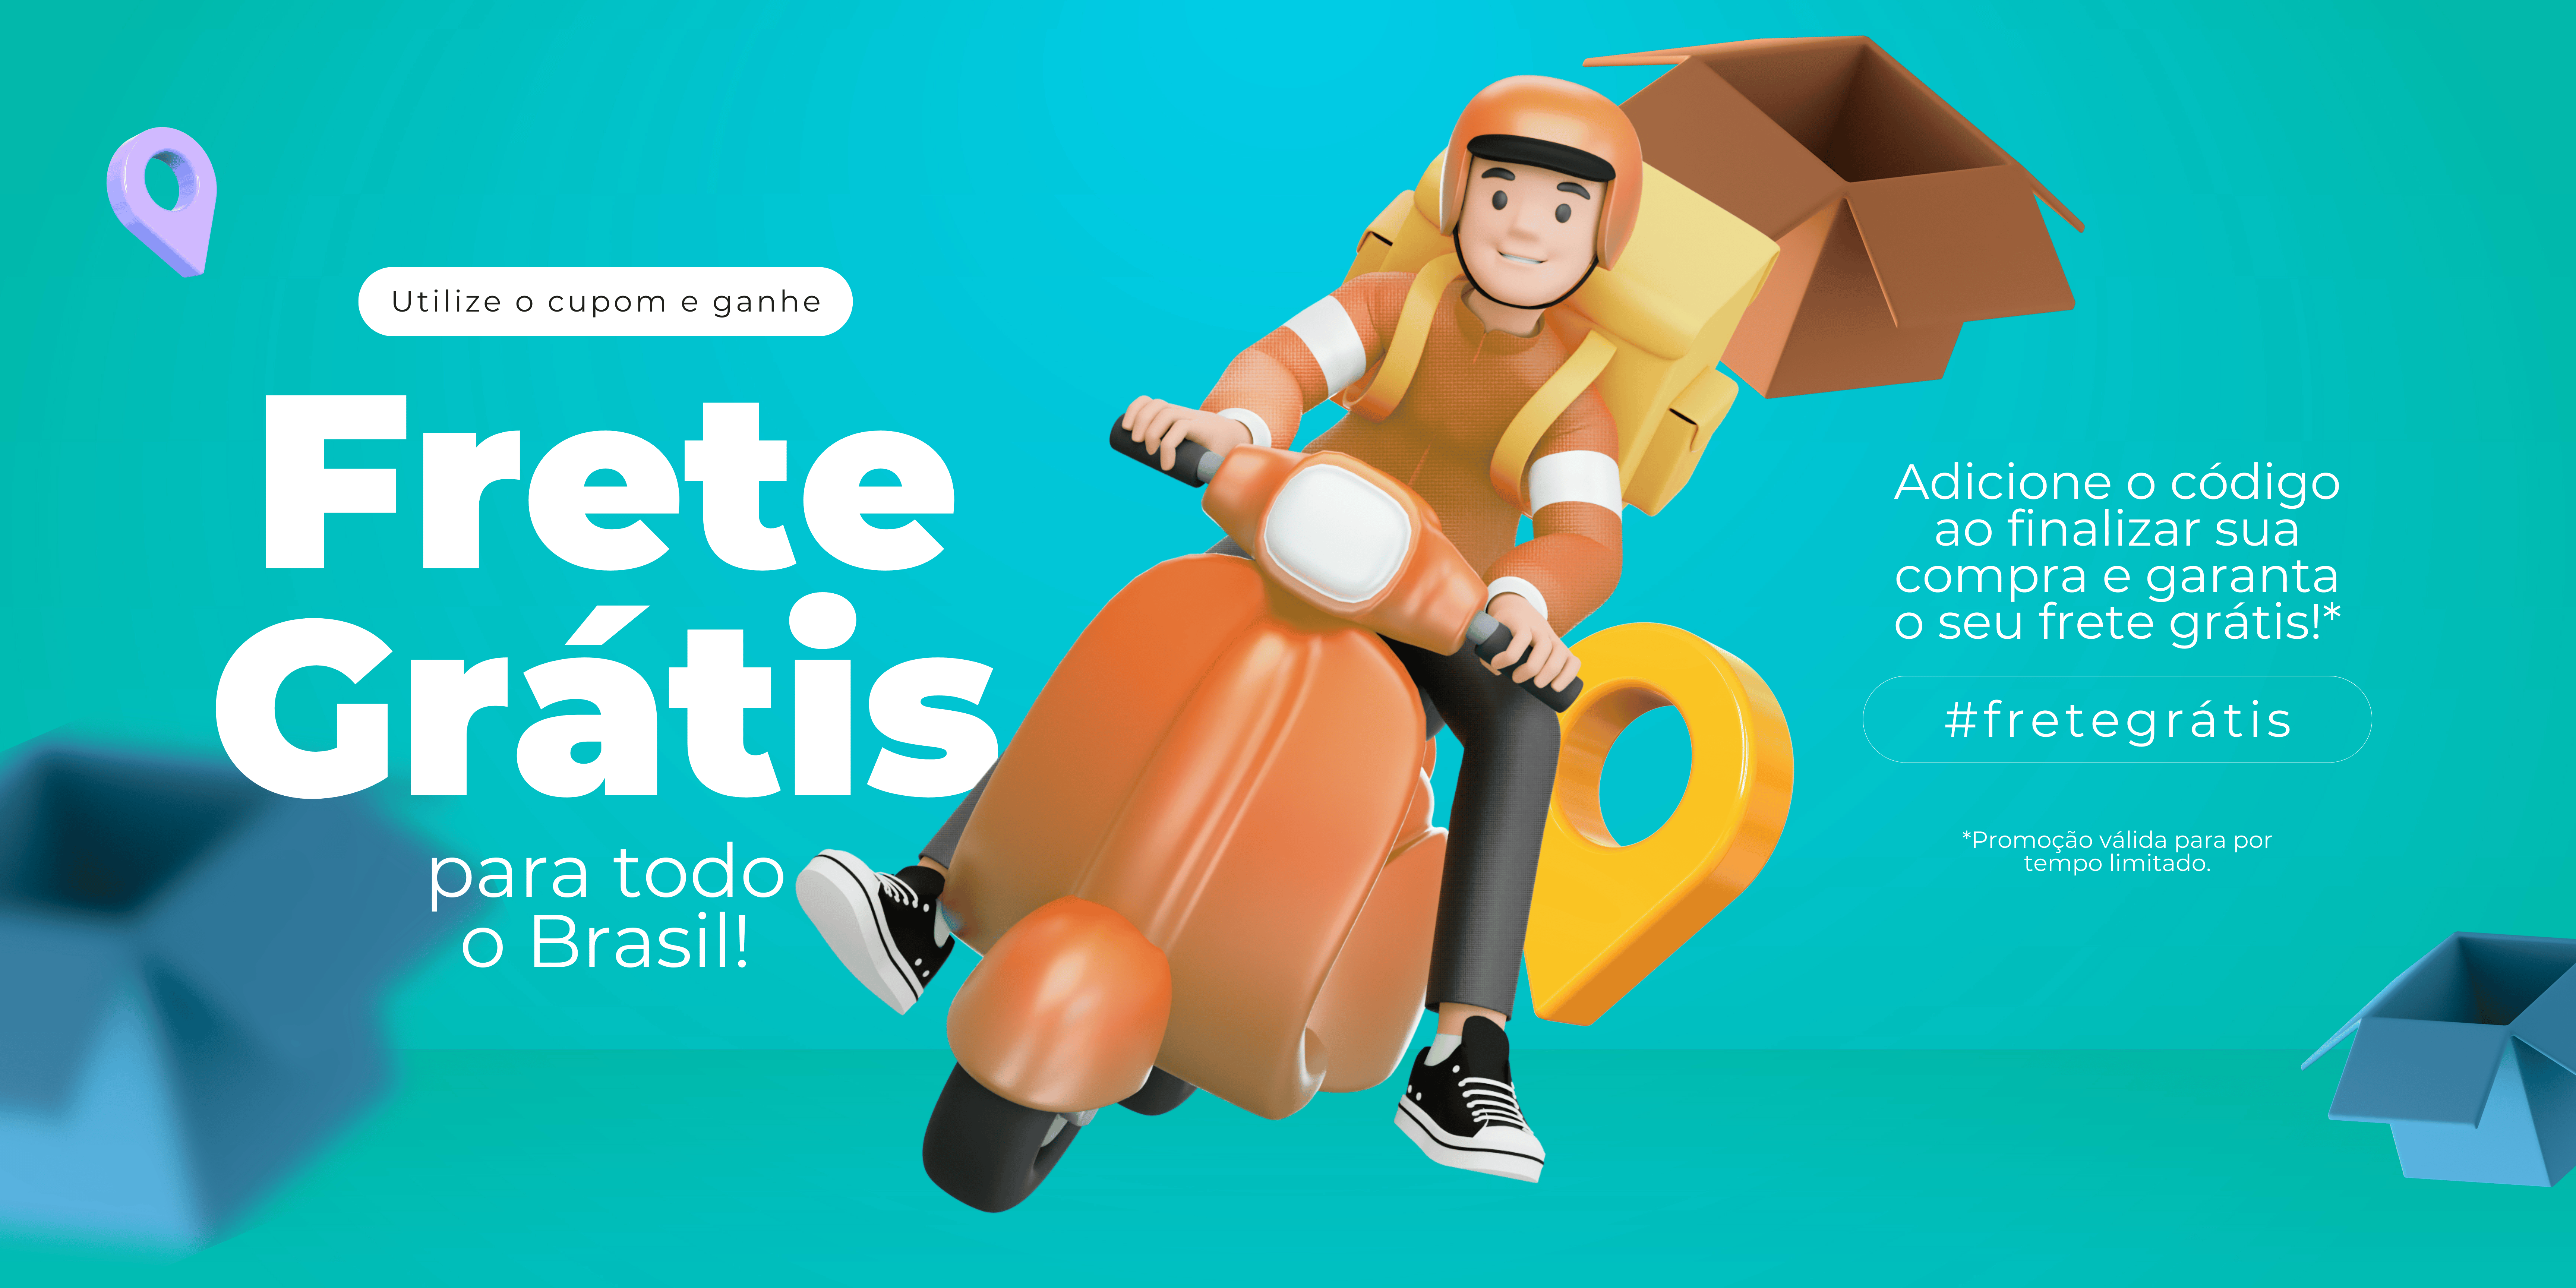 Utilize o cupom e ganhe
Frete
Grátis
para todo
o Brasil!
Adicione o código
ao finalizar sua
compra e garanta
o seu frete grátis!*
#fretegrátis
*Promoção válida para por
tempo limitado.